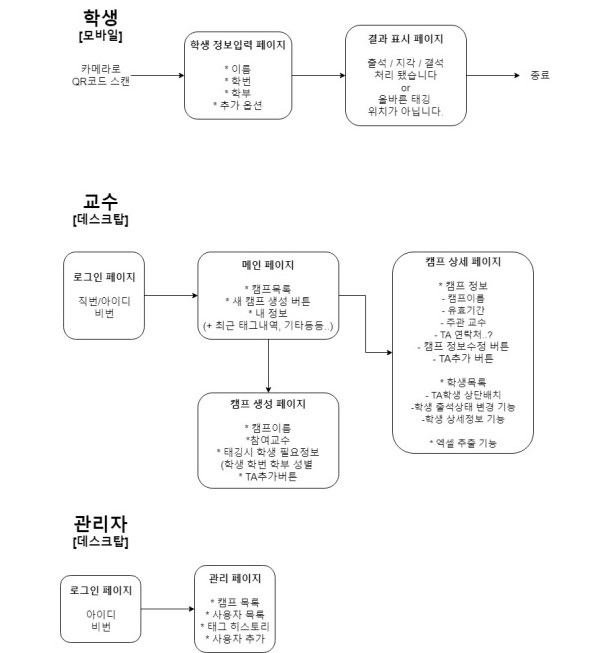 학생
[모바일]
카메라로
QR코드 스캔
학생 정보입력 페이지
* 이름
* 학번
* 학부
* 추가 옵션
결과 표시 페이지
출석 / 지각 / 결석
처리 됐습니다
or
올바른 태깅
위치가 아닙니다.
종료
교수
[데스크탑]
로그인 페이지
직번/아이디
비번
메인 페이지
* 캠프목록
* 새 캠프 생성 버튼
* 내 정보
(+ 최근 태그내역, 기타등등..)
캠프 상세 페이지
* 캠프 정보
- 캠프이름
- 유효기간
- 주관 교수
- TA 연락처..?
- 캠프 정보수정 버튼
- TA추가 버튼
* 학생목록
- TA학생 상단배치
-학생 출석상태 변경 기능
-학생 상세정보 기능
* 엑셀 추출 기능
캠프 생성 페이지
* 캠프이름
*참여교수
* 태깅시 학생 필요정보
(학생 학번 학부 성별
* TA추가버튼
관리자
[데스크탑]
로그인 페이지
아이디
비번
관리 페이지
* 캠프 목록
* 사용자 목록
* 태그 히스토리
* 사용자 추가